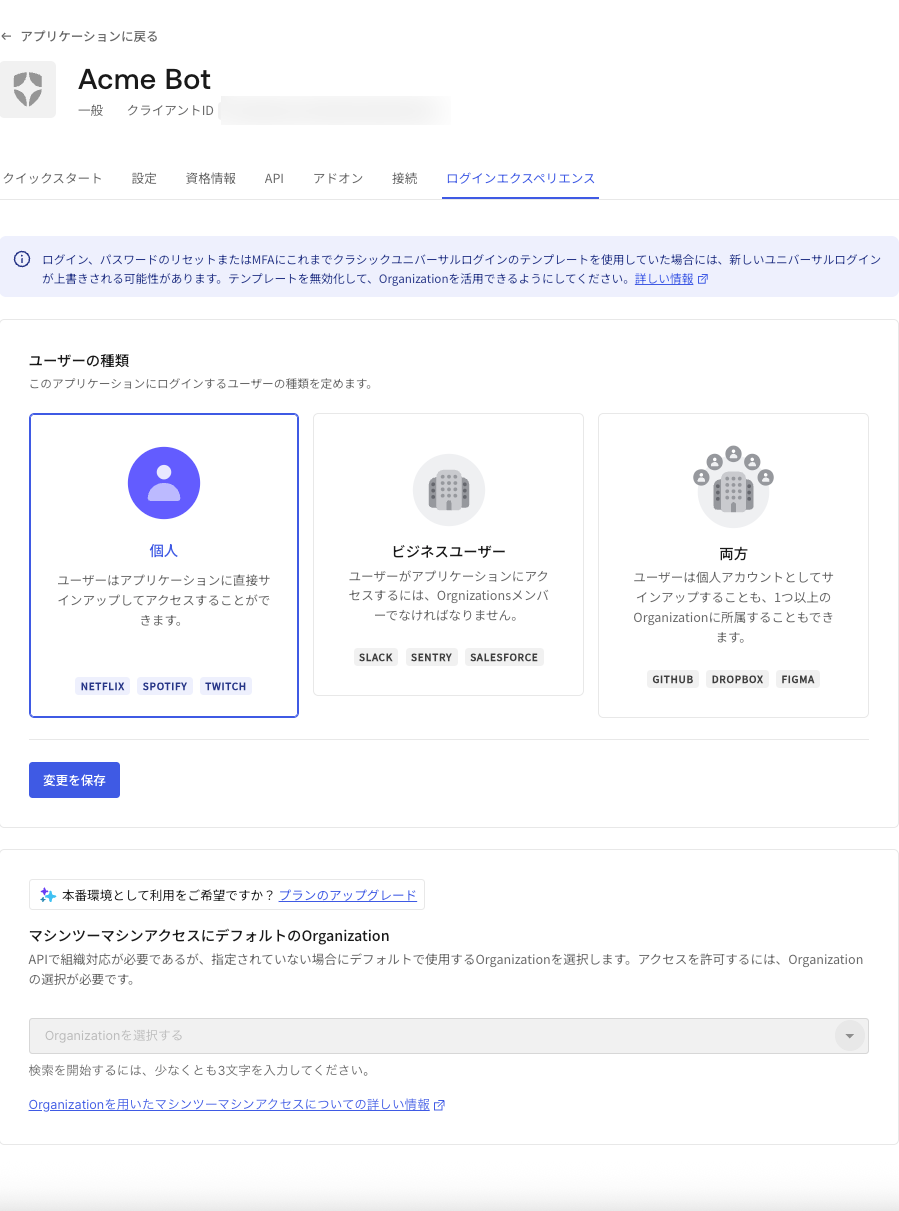 ← アプリケーションに戻る
Acme Bot
一般 クライアントID
クイックスタート 設定 資格情報 API アドオン 接続 ログインエクスペリエンス
ログイン、パスワードのリセットまたはMFAにこれまでクラシックユニバーサルログインのテンプレートを使用していた場合には、新しいユニバーサルログイン
が上書きされる可能性があります。テンプレートを無効化して、Organizationを活用できるようにしてください。詳しい情報
ユーザーの種類
このアプリケーションにログインするユーザーの種類を定めます。
個人
ユーザーはアプリケーションに直接サ
インアップしてアクセスすることがで
きます。
NETFLIX SPOTIFY TWITCH
ビジネスユーザー
ユーザーがアプリケーションにアク
セスするには、Orgnizationsメンバ
ーでなければなりません。
SLACK SENTRY SALESFORCE
両方
ユーザーは個人アカウントとしてサ
インアップすることも、1つ以上の
Organizationに所属することもでき
ます。
GITHUB DROPBOX FIGMA
変更を保存
本番環境として利用をご希望ですか？ プランのアップグレード
マシンツーマシンアクセスにデフォルトのOrganization
APIで組織対応が必要であるが、指定されていない場合にデフォルトで使用するOrganizationを選択します。アクセスを許可するには、Organization
の選択が必要です。
Organizationを選択する
検索を開始するには、少なくとも3文字を入力してください。
Organizationを用いたマシンツーマシンアクセスについての詳しい情報